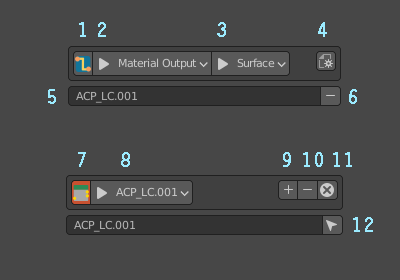 1 2 3 4
Material Output Surface
5 ACP_LC.001 6
7 8 9 10 11
ACP_LC.001
ACP_LC.001 12